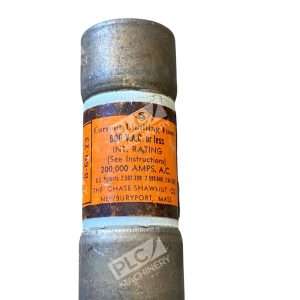 Current Limiting Fuse
600 V.A.C. or less
INT. RATING
(See Instructions)
200,000 AMPS. A.C.
THE CHASE-SHAWMUT CO.
NEWBURYPORT, MASS.
PLC
MACHINERY